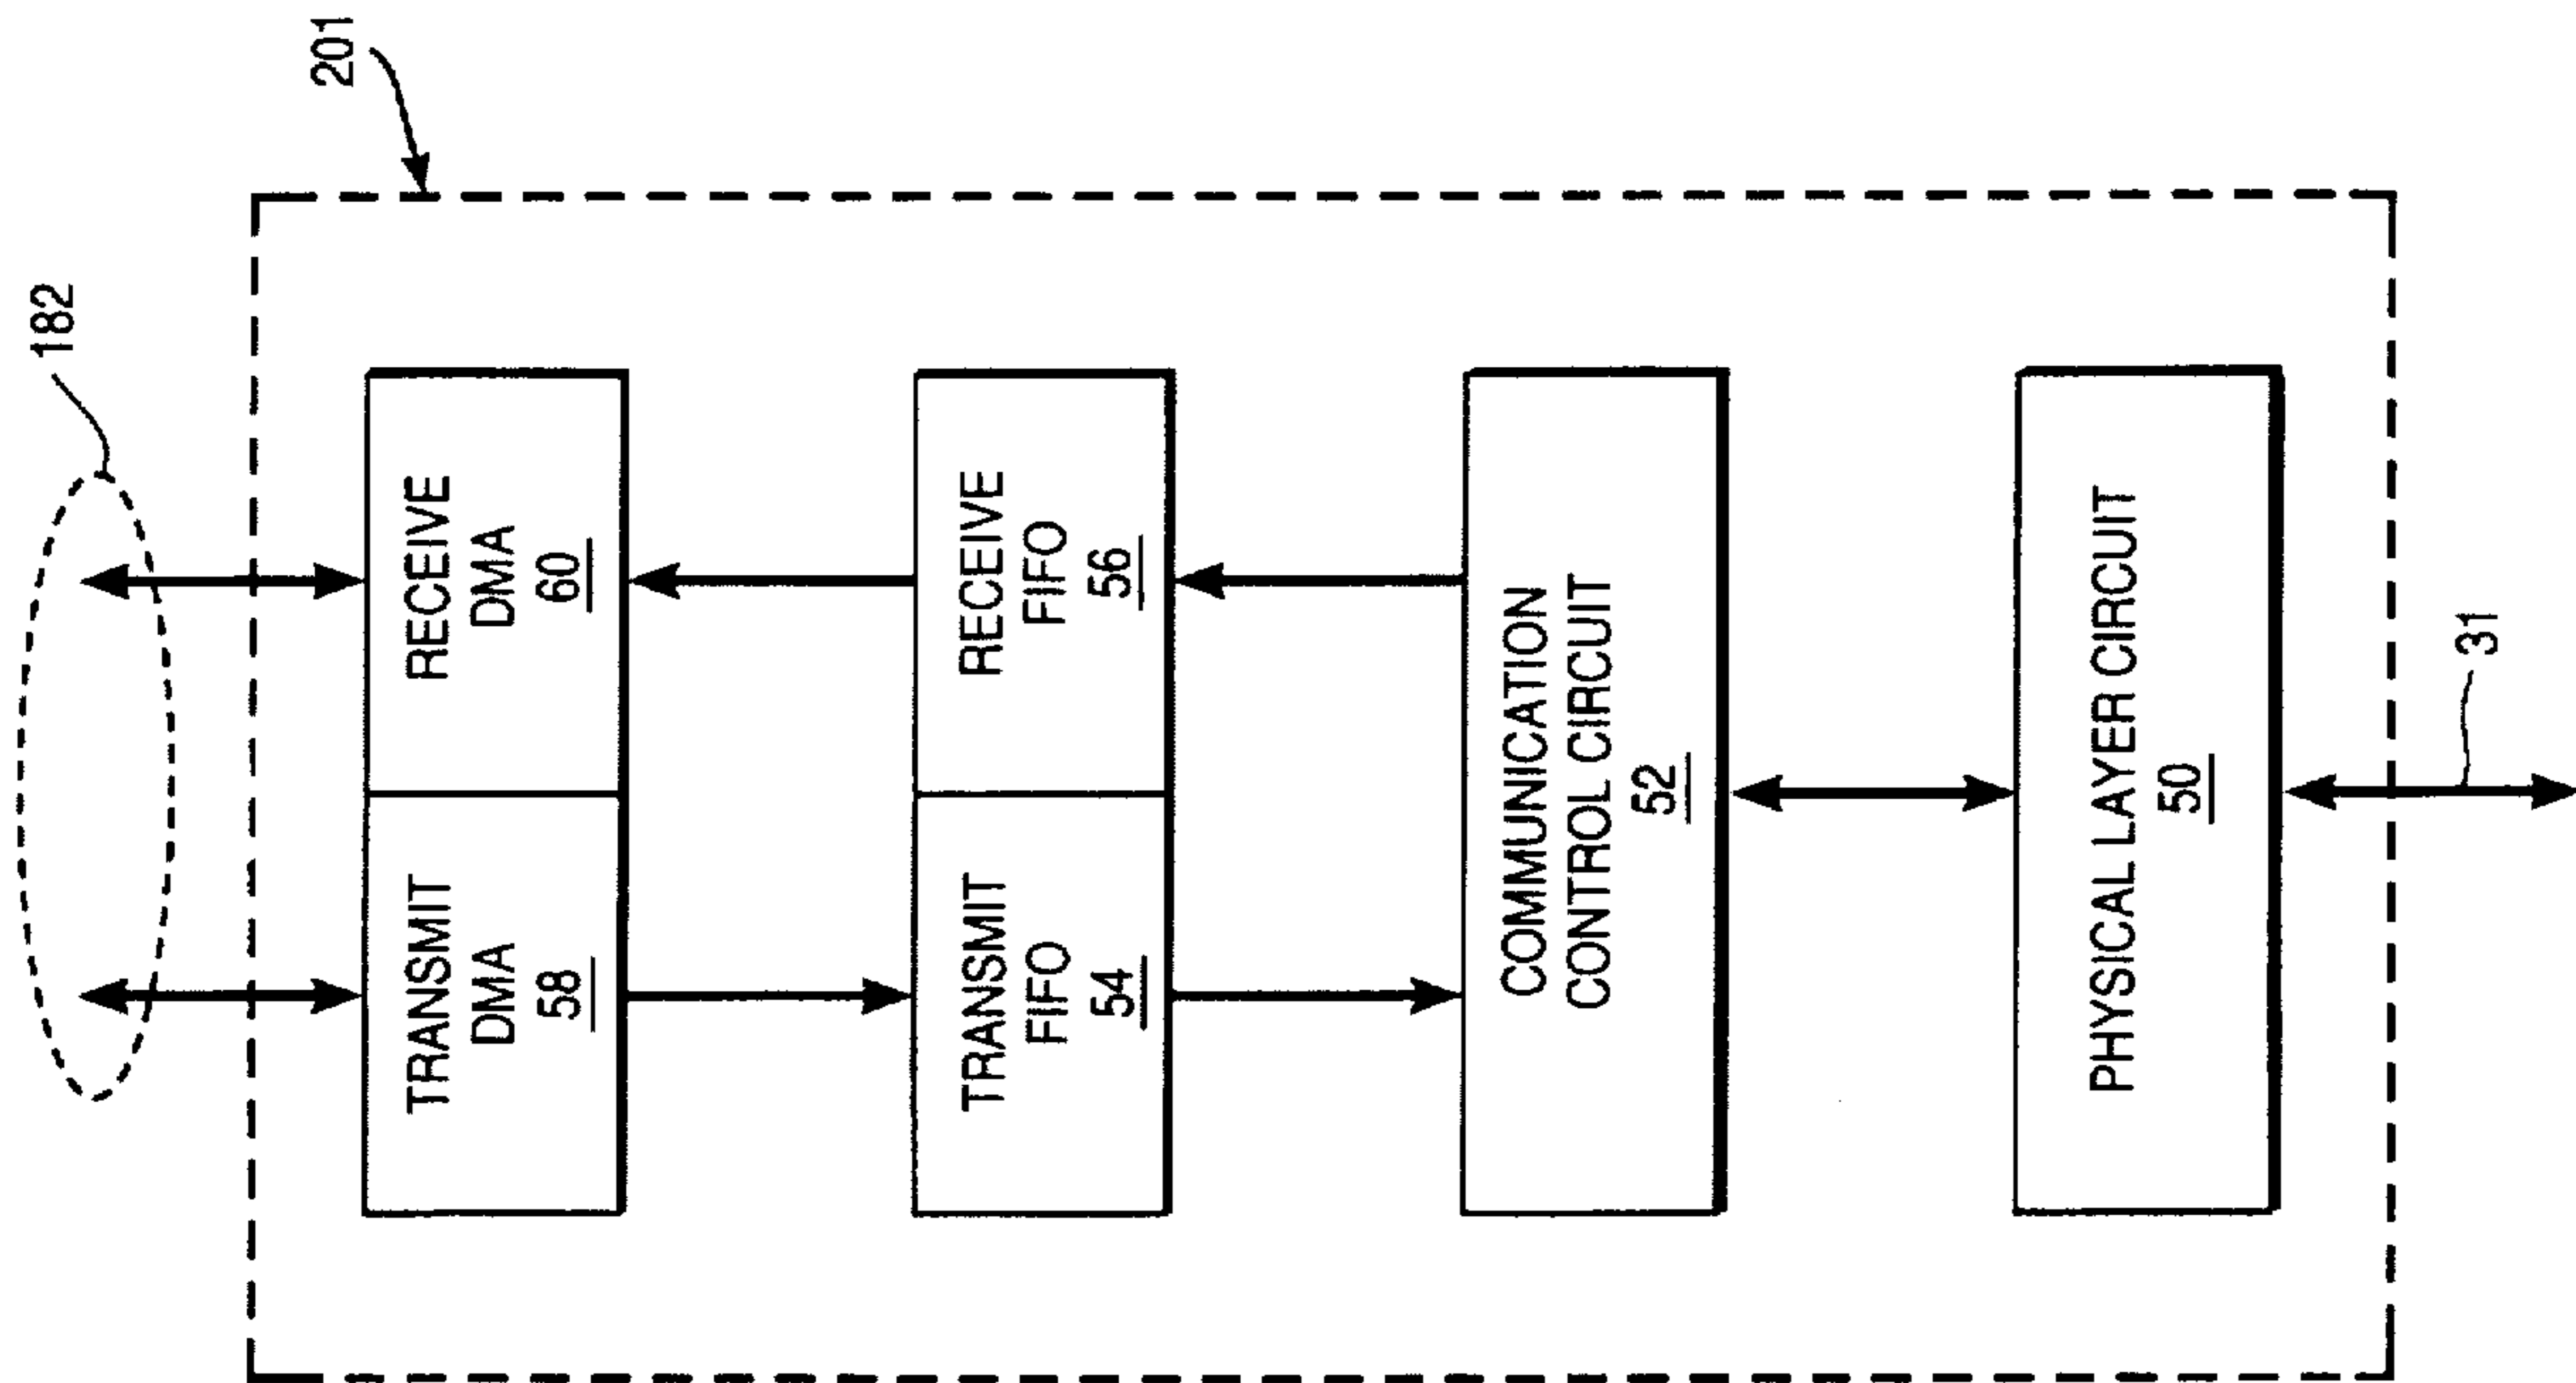 201
182
TRANSMIT
DMA
58
RECEIVE
DMA
60
TRANSMIT
FIFO
54
RECEIVE
FIFO
56
COMMUNICATION
CONTROL CIRCUIT
52
PHYSICAL LAYER CIRCUIT
50
31